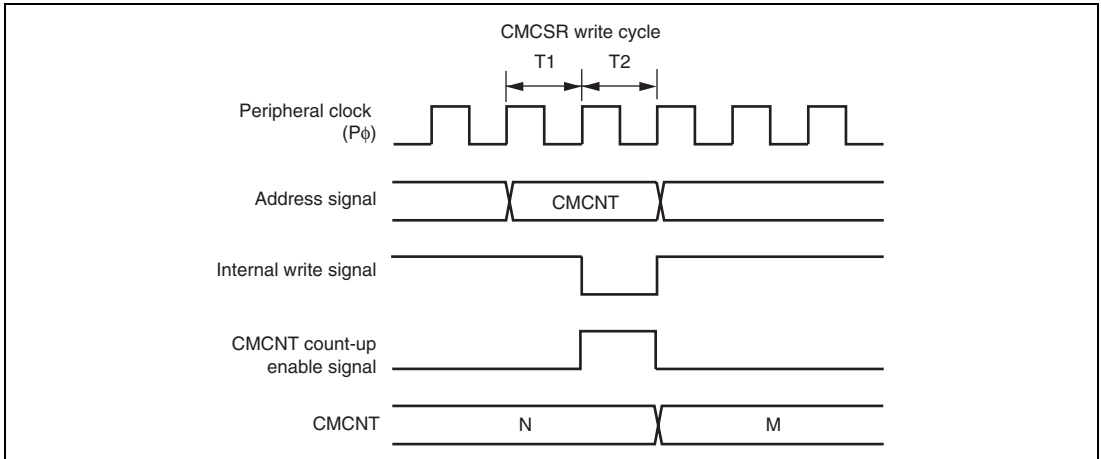 CMCSR write cycle
T1 T2
Peripheral clock
(Pϕ)
Address signal CMCNT
Internal write signal
CMCNT count-up
enable signal
CMCNT N M